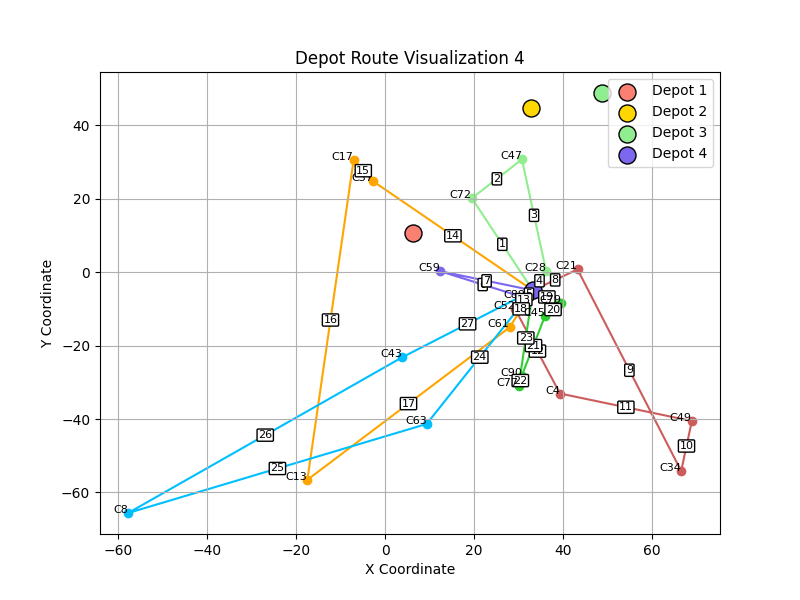 Depot Route Visualization 4
Depot 1
Depot 2
Depot 3
Depot 4
Y Coordinate
40
20
0
−20
−40
−60
C17
15
C47
2
C72
3
14
1
C59
7
C28
4
8
C21
13
18
19
20
C45
C61
16
27
23
21
24
C43
9
C90
22
C4
17
11
C49
C63
26
10
25
C34
C13
C8
−60
−40
−20
0
20
40
60
X Coordinate